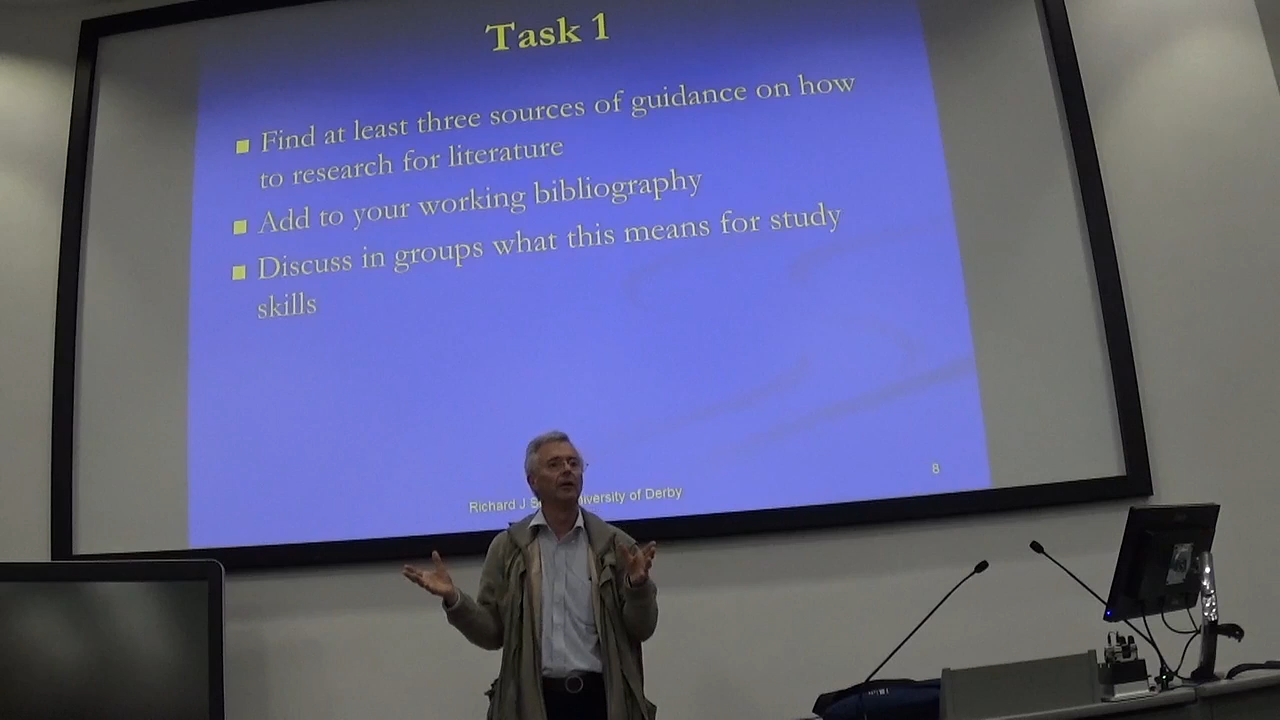 Task 1
■ Find at least three sources of guidance on how
to research for literature
■ Add to your working bibliography
■ Discuss in groups what this means for study
skills
Richard J of Derby
8